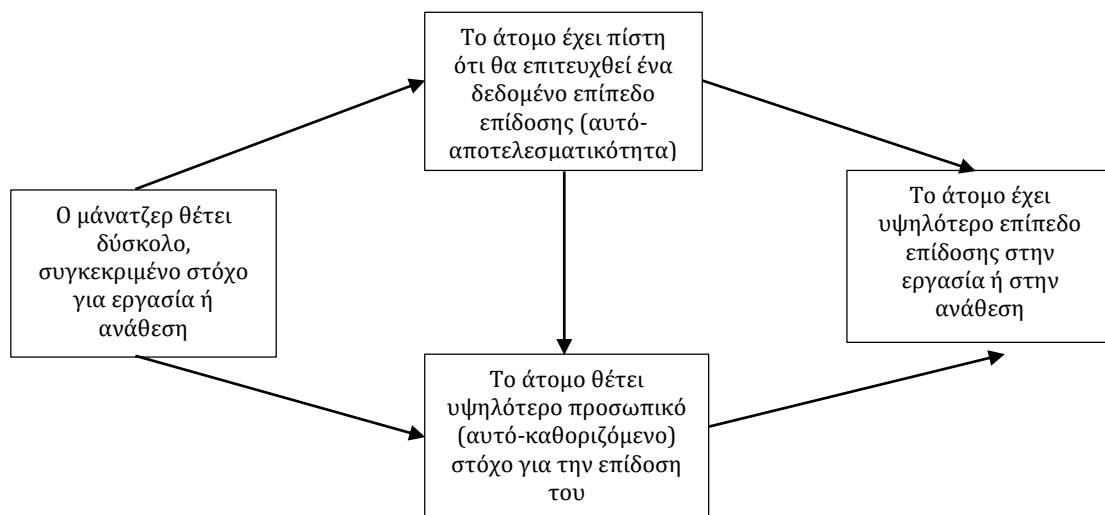 Το άτομο έχει πίστη
ότι θα επιτευχθεί ένα
δεδομένο επίπεδο
επίδοσης (αυτό-
αποτελεσματικότητα)
Ο μάνατζερ θέτει
δύσκολο,
συγκεκριμένο στόχο
για εργασία ή
ανάθεση
Το άτομο έχει
υψηλότερο επίπεδο
επίδοσης στην
εργασία ή στην
ανάθεση
Το άτομο θέτει
υψηλότερο προσωπικό
(αυτό-καθοριζόμενο)
στόχο για την επίδοση
του